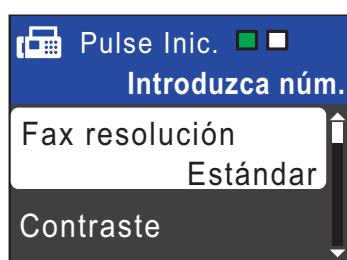 Pulse Inic.
Introduzca núm.
Fax resolución
Estándar
Contraste